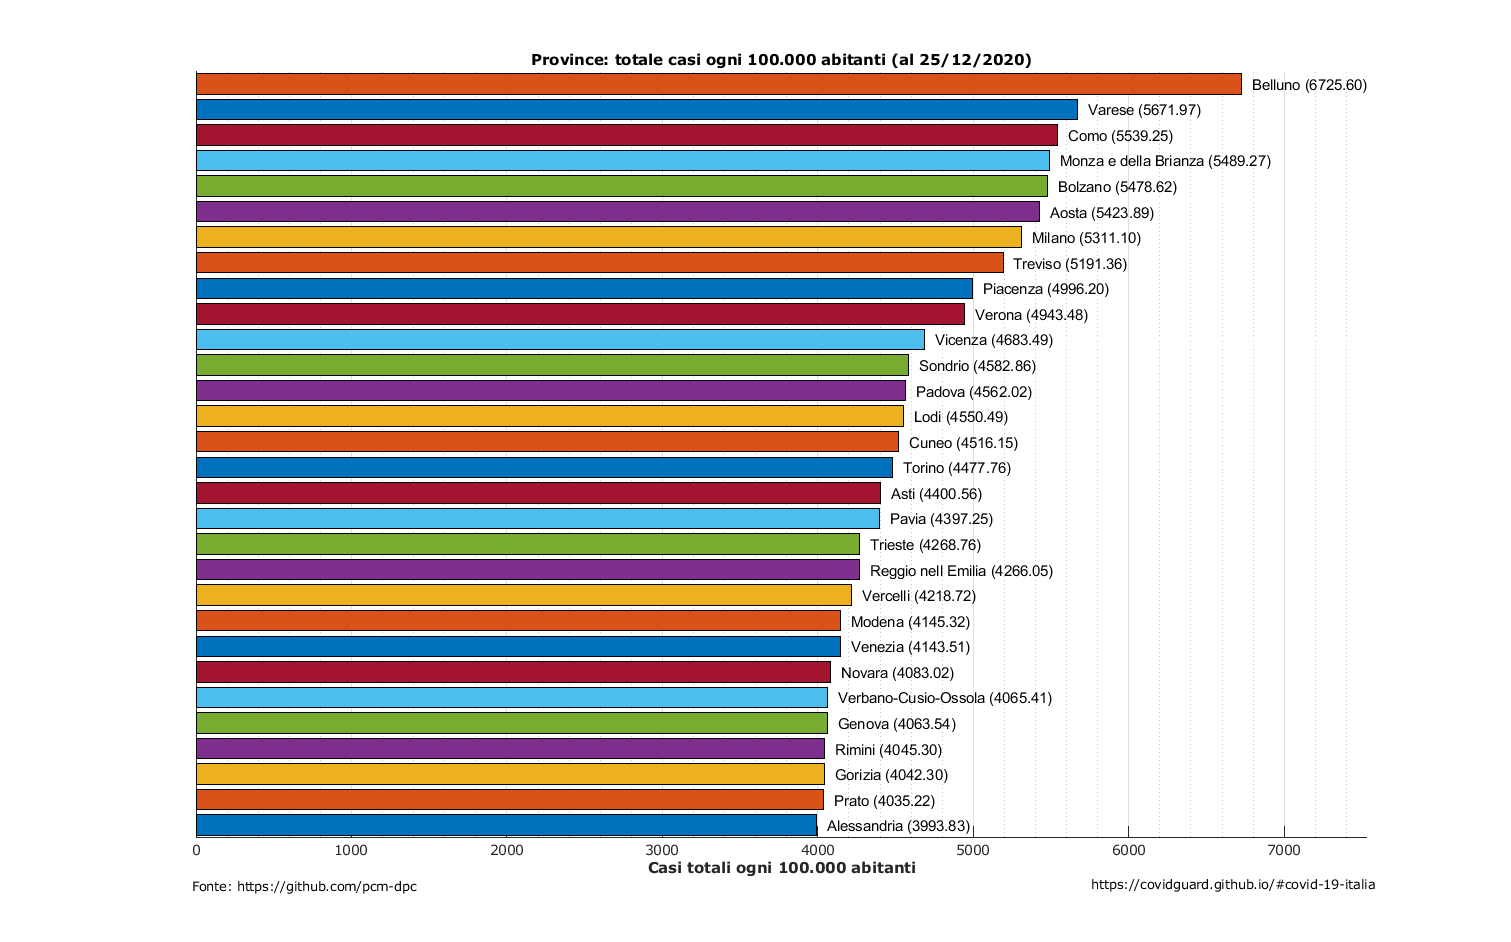 Province: totale casi ogni 100.000 abitanti (al 25/12/2020)
Belluno (6725.60)
Varese (5671.97)
Como (5539.25)
Monza e della Brianza (5489.27)
Bolzano (5478.62)
Aosta (5423.89)
Milano (5311.10)
Treviso (5191.36)
Piacenza (4996.20)
Verona (4943.48)
Vicenza (4683.49)
Sondrio (4582.86)
Padova (4562.02)
Lodi (4550.49)
Cuneo (4516.15)
Torino (4477.76)
Asti (4400.56)
Pavia (4397.25)
Trieste (4268.76)
Reggio nell Emilia (4266.05)
Vercelli (4218.72)
Modena (4145.32)
Venezia (4143.51)
Novara (4083.02)
Verbano-Cusio-Ossola (4065.41)
Genova (4063.54)
Rimini (4045.30)
Gorizia (4042.30)
Prato (4035.22)
Alessandria (3993.83)
0 1000 2000 3000 4000 5000 6000 7000
Casi totali ogni 100.000 abitanti
Fonte: https://github.com/pcm-dpc
https://covidguard.github.io/#covid-19-italia